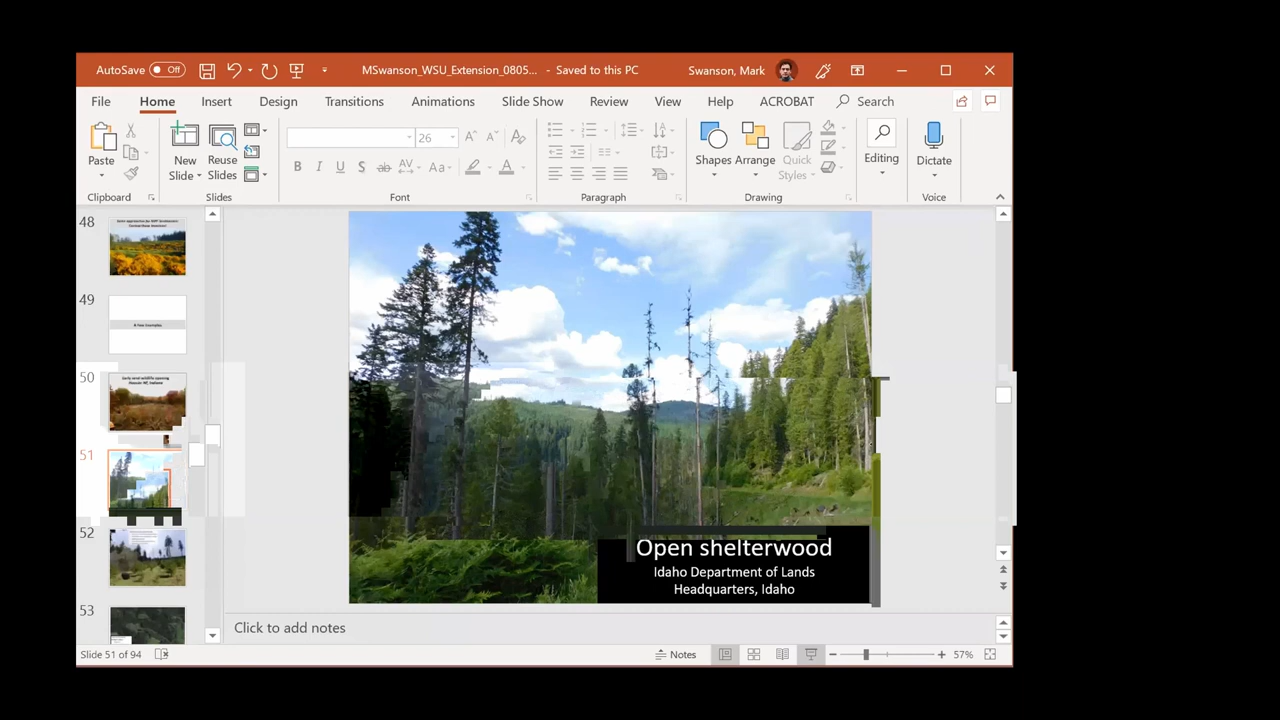 AutoSave Off MSwanson_WSU_Extension_0805... - Saved to this PC Swanson, Mark
File Home Insert Design Transitions Animations Slide Show Review View Help ACROBAT Search
26
Paste New Slide Reuse Slides Shapes Arrange Quick Styles Editing Dictate
Clipboard Slides Font Paragraph Drawing Voice
48
49
A Few Examples
50
51
52
53
Open shelterwood
Idaho Department of Lands
Headquarters, Idaho
Click to add notes
Slide 51 of 94 Notes 57%